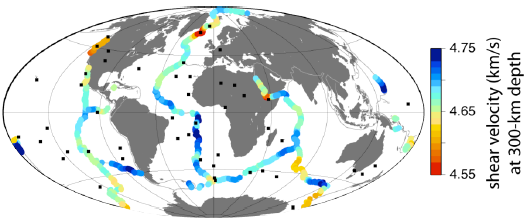 4.75
4.65
4.55
shear velocity (km/s)
at 300-km depth